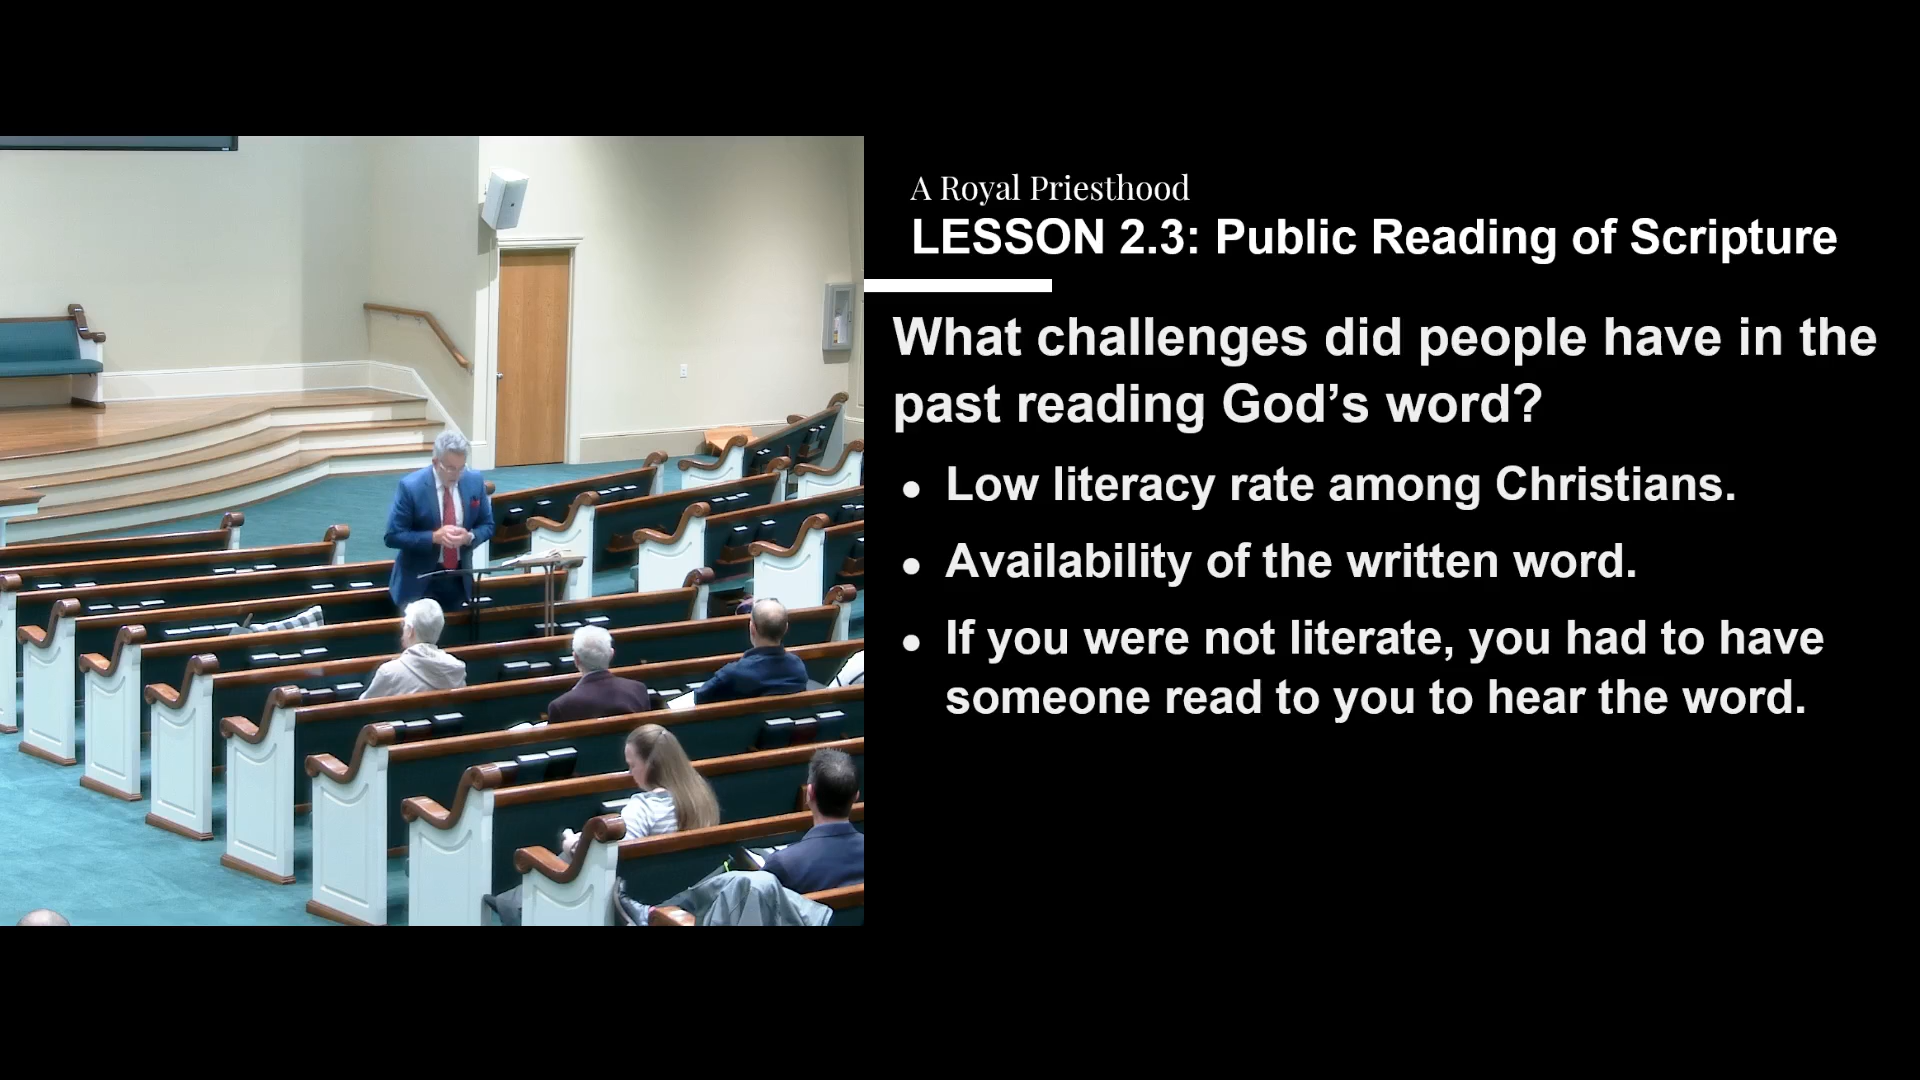 A Royal Priesthood
LESSON 2.3: Public Reading of Scripture
What challenges did people have in the
past reading God’s word?
● Low literacy rate among Christians.
● Availability of the written word.
● If you were not literate, you had to have
someone read to you to hear the word.